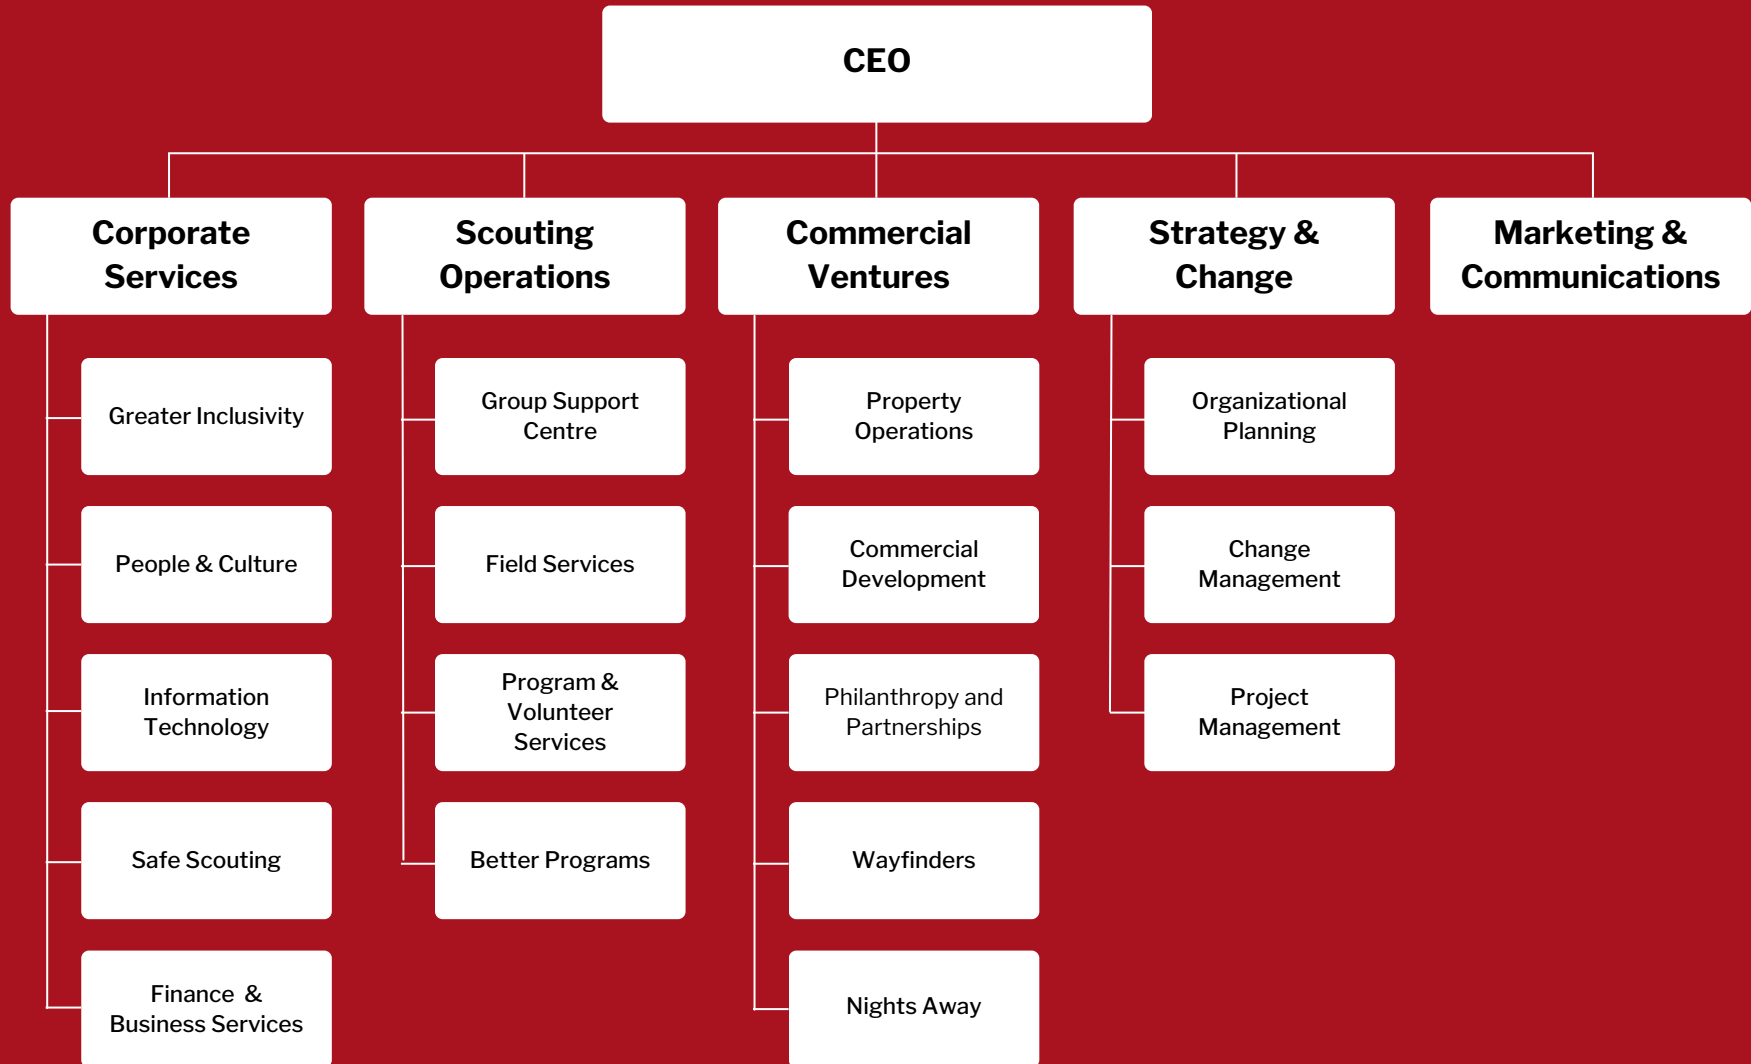 CEO
Corporate
Services
Scouting
Operations
Commercial
Ventures
Strategy &
Change
Marketing &
Communications
Greater Inclusivity
People & Culture
Information
Technology
Safe Scouting
Finance & 
Business Services
Group Support
Centre
Field Services
Program &
Volunteer
Services
Better Programs
Property
Operations
Commercial
Development
Philanthropy and
Partnerships
Wayfinders
Nights Away
Organizational
Planning
Change
Management
Project
Management